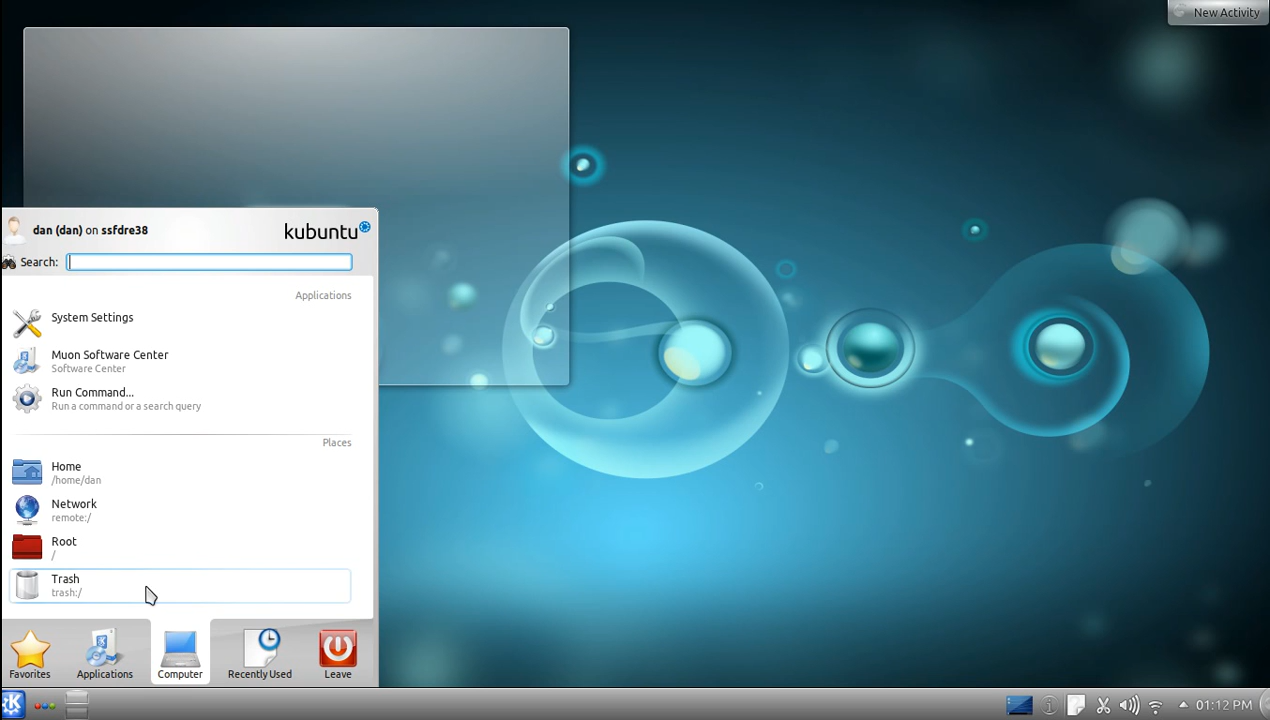 New Activity
dan (dan) on ssfdre38
kubuntu
Search:
Applications
System Settings
Muon Software Center
Software Center
Run Command...
Run a command or a search query
Places
Home
/home/dan
Network
remote:/
Root
/
Trash
trash:/
Favorites
Applications
Computer
Recently Used
Leave
01:12 PM